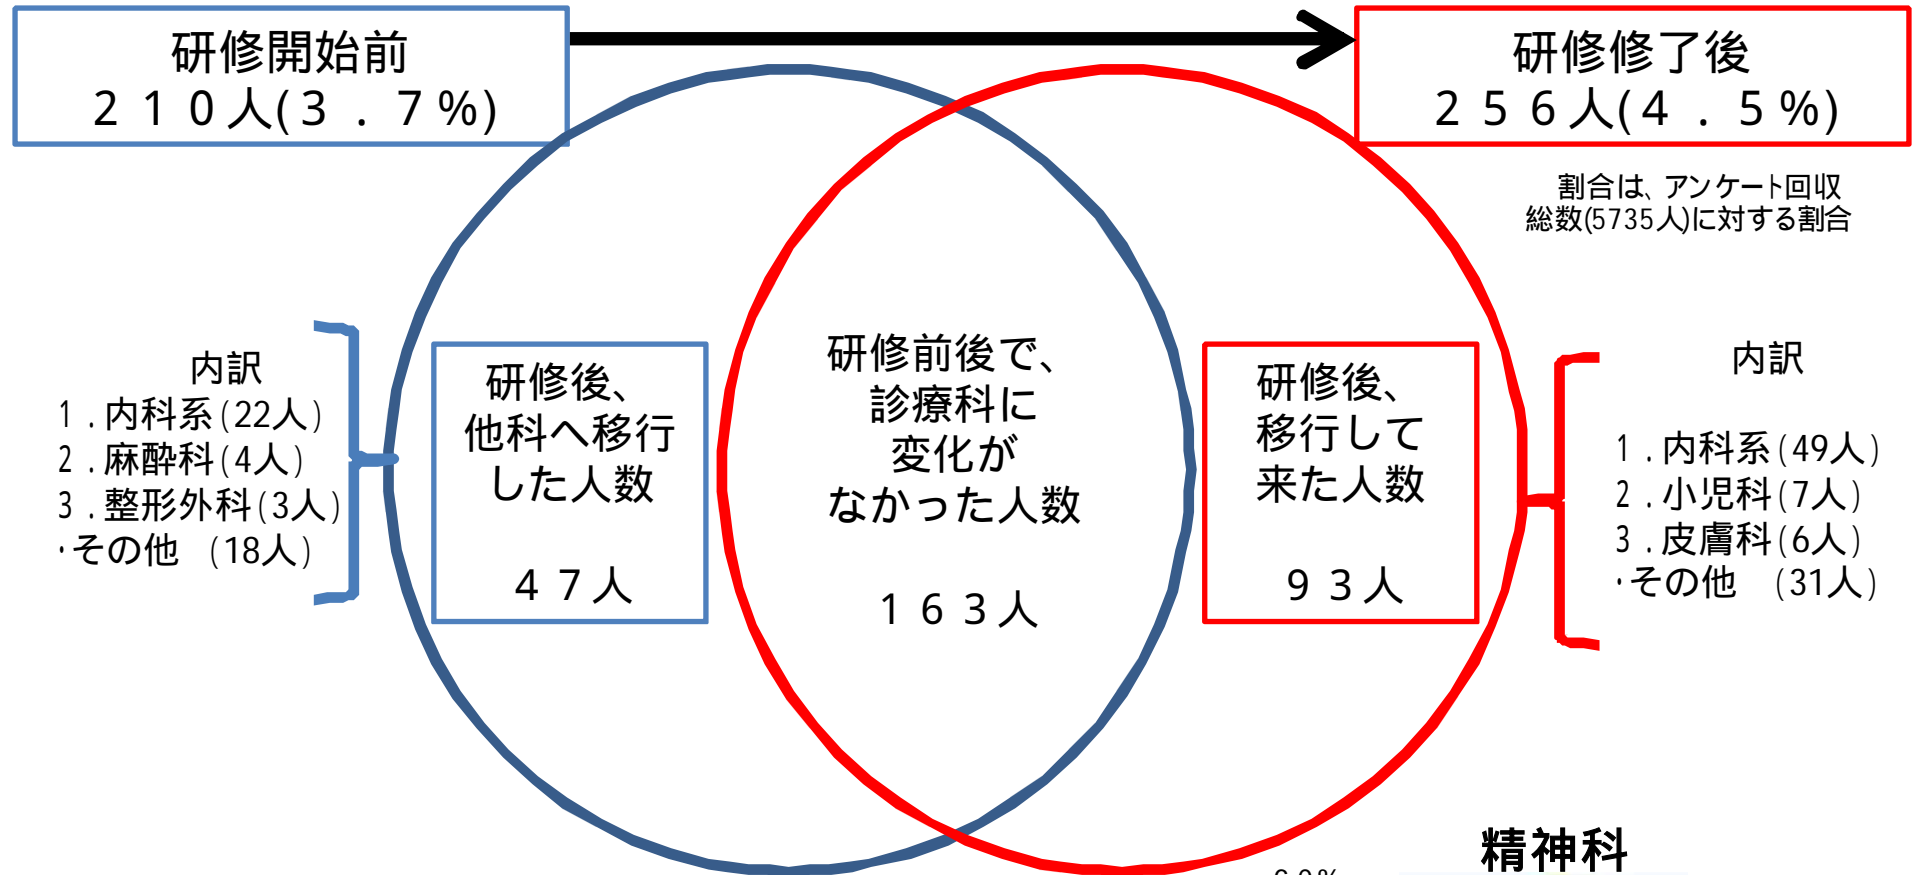 研修開始前
２１０人(３．７%)
研修修了後
２５６人(４．５%)
割合は、アンケート回収
総数(5735人)に対する割合
内訳
1．内科系(22人)
2．麻酔科(4人)
3．整形外科(3人)
・その他 (18人)
研修後、
他科へ移行
した人数
４７人
研修前後で、
診療科に
変化が
なかった人数
１６３人
研修後、
移行して
来た人数
９３人
内訳
1．内科系(49人)
2．小児科(7人)
3．皮膚科(6人)
・その他 (31人)
精神科